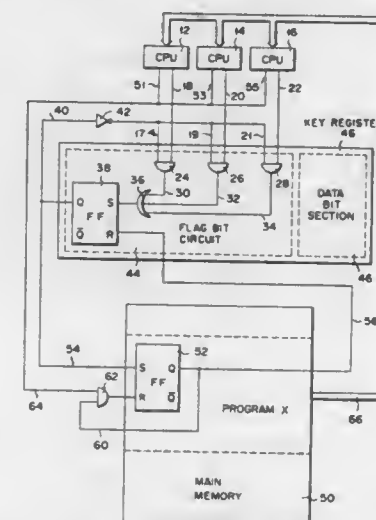 12 14 16
CPU CPU CPU
51 18 53 20 55 22
40 42
17 19 21
KEY REGISTER
46
38 36 24 26 28
30
32
34
Q S
FF
Q̅ R
FLAG BIT
CIRCUIT
DATA
BIT
SECTION
44 46
56
54 52
S Q
FF
R Q̅
62
64
60
PROGRAM X
66
MAIN
MEMORY
50